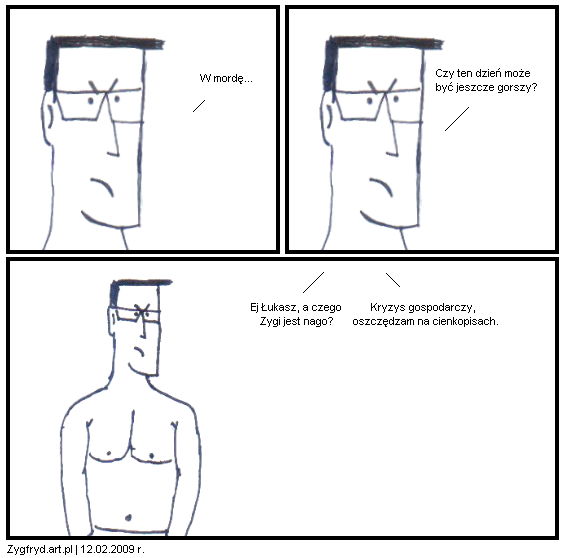 W mordę...
Czy ten dzień może
być jeszcze gorszy?
Ej Łukasz, a czego
Zygi jest nago?
Kryzys gospodarczy,
oszczędzam na cienkopisach.
Zygfryd.art.pl | 12.02.2009 r.